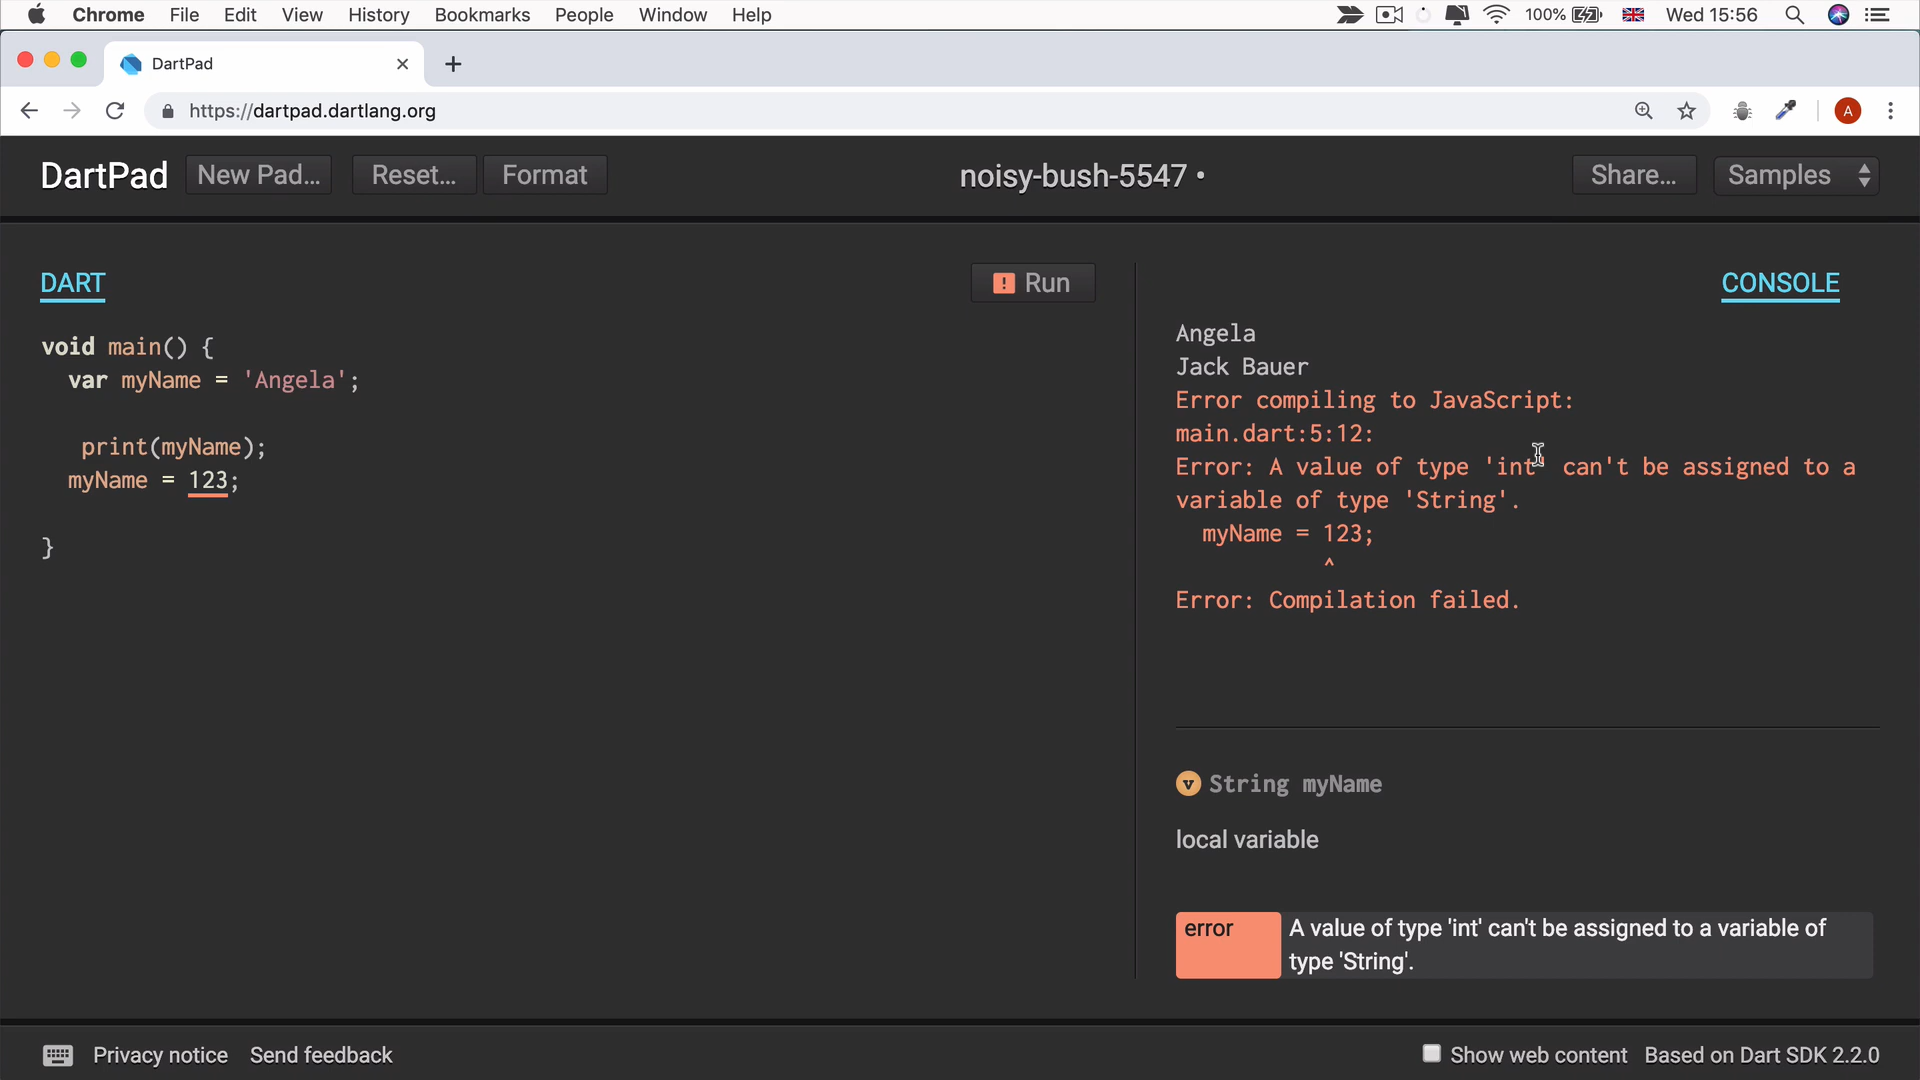 Chrome File Edit View History Bookmarks People Window Help 100% Wed 15:56
DartPad
https://dartpad.dartlang.org A
DartPad New Pad... Reset... Format noisy-bush-5547 • Share... Samples
DART Run CONSOLE
void main() {
var myName = 'Angela';
print(myName);
myName = 123;
}
Angela
Jack Bauer
Error compiling to JavaScript:
main.dart:5:12:
Error: A value of type 'int' can't be assigned to a
variable of type 'String'.
myName = 123;
^
Error: Compilation failed.
v String myName
local variable
error A value of type 'int' can't be assigned to a variable of
type 'String'.
Privacy notice Send feedback Show web content Based on Dart SDK 2.2.0